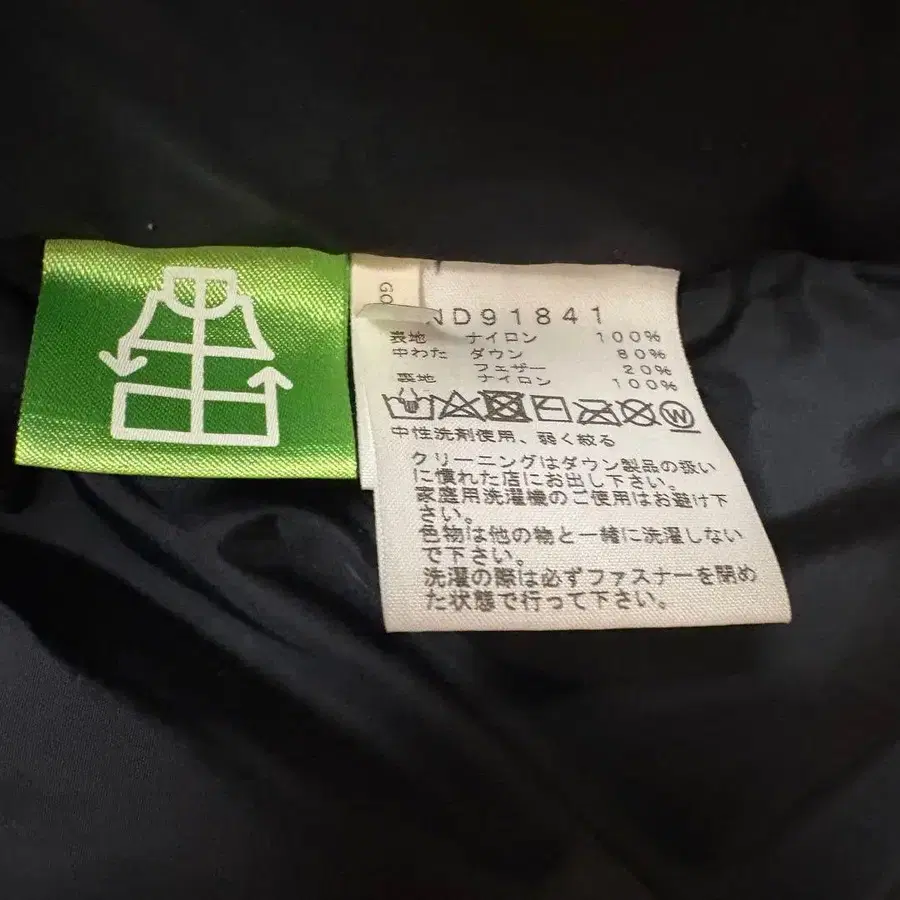 GO
ND91841
表地 ナイロン 100%
中わた ダウン 80%
フェザー 20%
裏地 ナイロン 100%
W
中性洗剤使用、弱く絞る
クリーニングはダウン製品の扱い
に慣れた店にお出し下さい。
家庭用洗濯機のご使用はお避け下
さい。
色物は他の物と一緒に洗濯しない
で下さい。
洗濯の際は必ずファスナーを閉め
た状態で行って下さい。